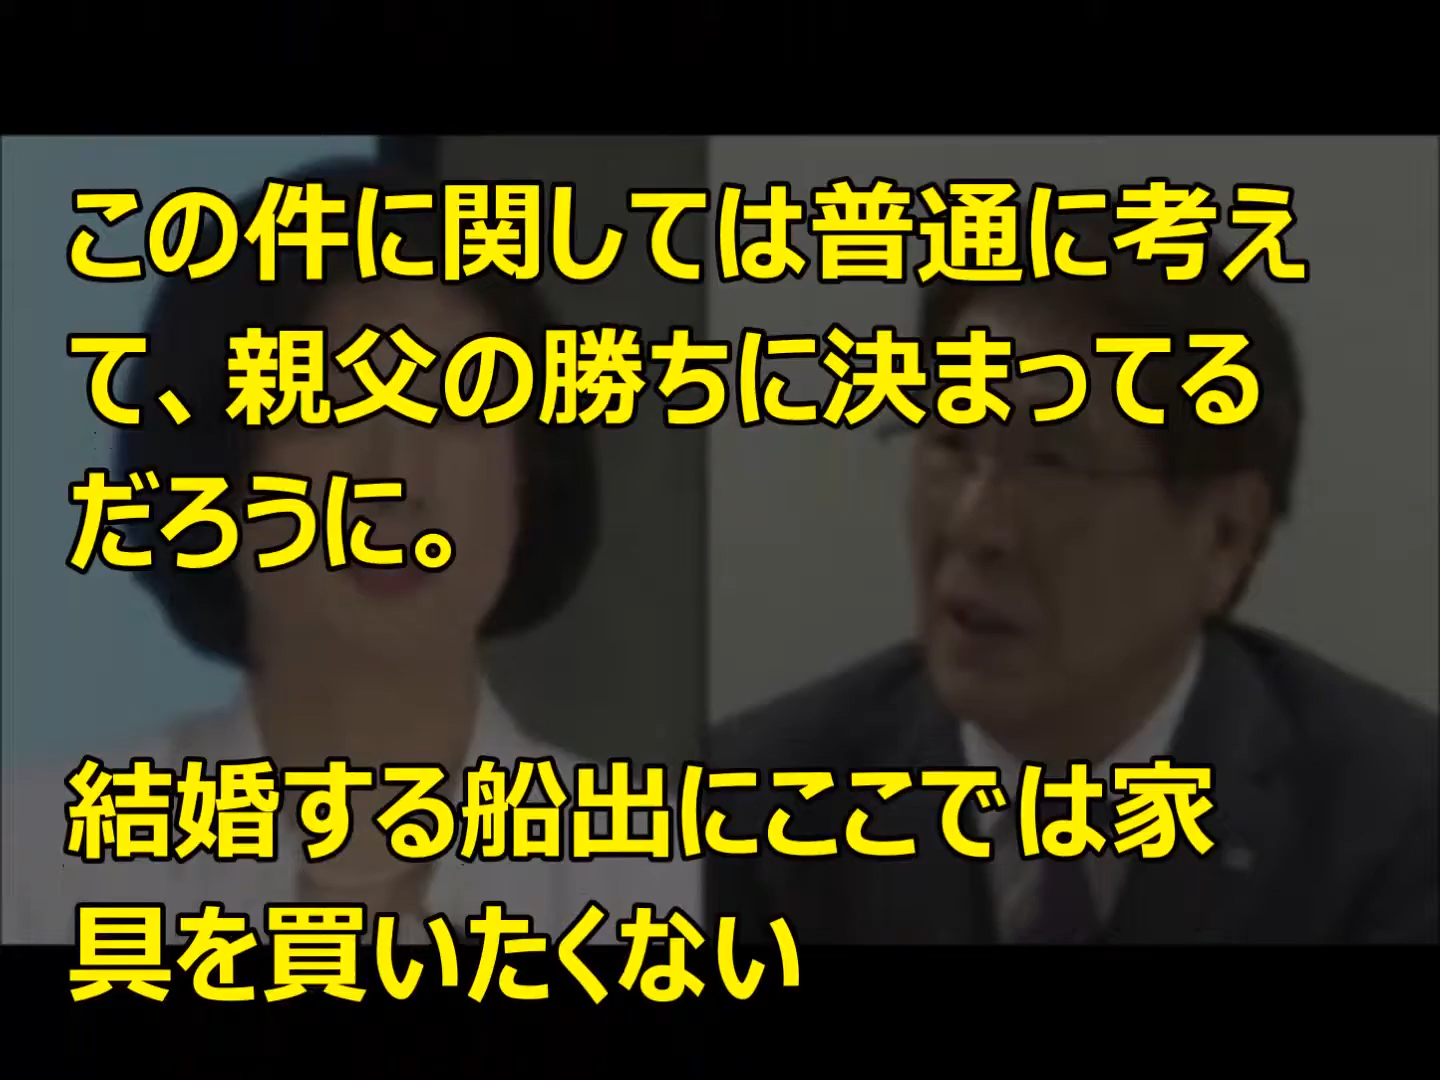 この件に関しては普通に考え
て、親父の勝ちに決まってる
だろうに。
結婚する船出にここでは家
具を買いたくない